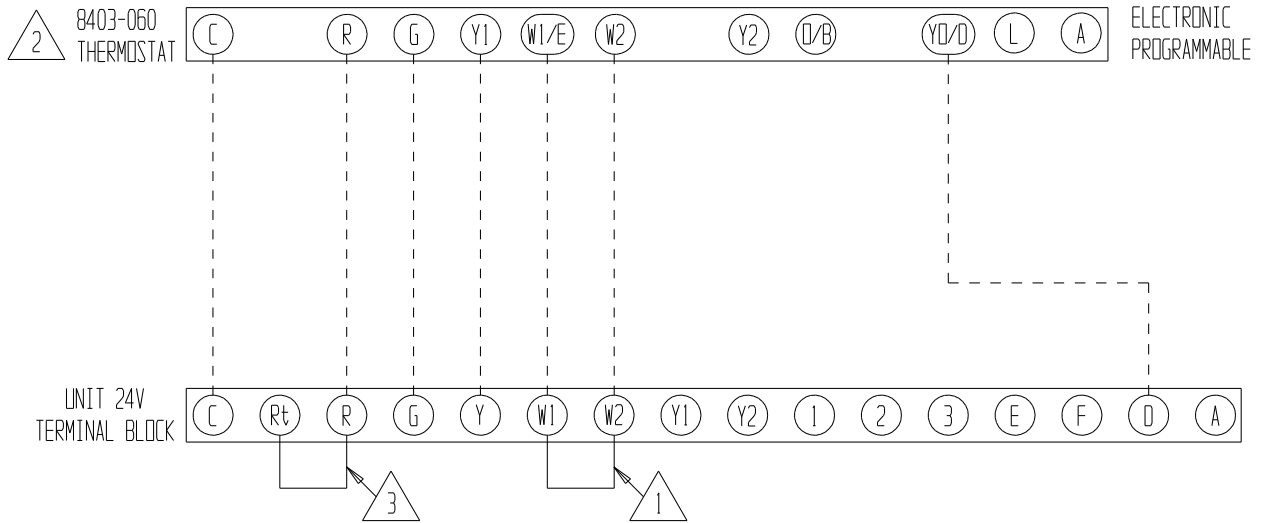 2
8403-060
THERMOSTAT
C R G Y1 W1/E W2 Y2 O/B YO/D L A
ELECTRONIC
PROGRAMMABLE
UNIT 24V
TERMINAL BLOCK
C Rt R G Y W1 W2 Y1 Y2 1 2 3 E F D A
3 1